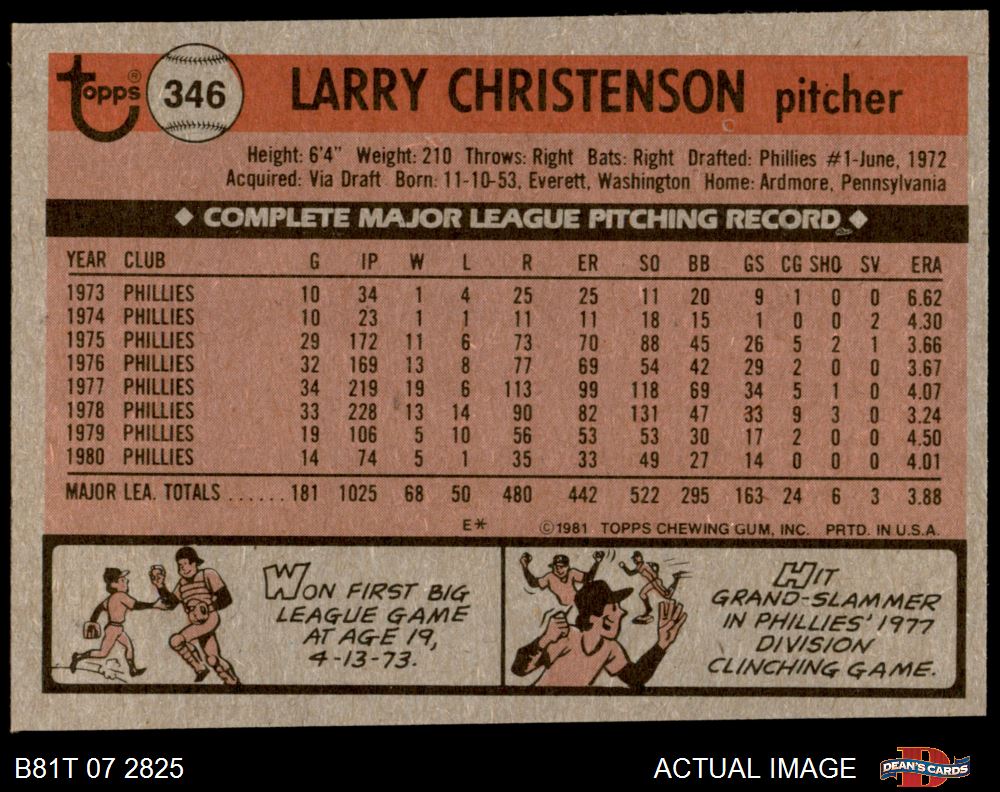 Topps® 346 LARRY CHRISTENSON pitcher
Height: 6'4" Weight: 210 Throws: Right Bats: Right Drafted: Phillies #1-June, 1972
Acquired: Via Draft Born: 11-10-53, Everett, Washington Home: Ardmore, Pennsylvania
◆ COMPLETE MAJOR LEAGUE PITCHING RECORD ◆
YEAR CLUB G IP W L R ER SO BB GS CG SHO SV ERA
1973 PHILLIES 10 34 1 4 25 25 11 20 9 1 0 0 6.62
1974 PHILLIES 10 23 1 1 11 11 18 15 1 0 0 2 4.30
1975 PHILLIES 29 172 11 6 73 70 88 45 26 5 2 1 3.66
1976 PHILLIES 32 169 13 8 77 69 54 42 29 2 0 0 3.67
1977 PHILLIES 34 219 19 6 113 99 118 69 34 5 1 0 4.07
1978 PHILLIES 33 228 13 14 90 82 131 47 33 9 3 0 3.24
1979 PHILLIES 19 106 5 10 56 53 53 30 17 2 0 0 4.50
1980 PHILLIES 14 74 5 1 35 33 49 27 14 0 0 0 4.01
MAJOR LEA. TOTALS ...... 181 1025 68 50 480 442 522 295 163 24 6 3 3.88
E* ©1981 TOPPS CHEWING GUM, INC. PRTD. IN U.S.A.
WON FIRST BIG
LEAGUE GAME
AT AGE 19,
4-13-73.
HIT
GRAND-SLAMMER
IN PHILLIES' 1977
DIVISION
CLINCHING GAME.
B81T 07 2825 ACTUAL IMAGE D DEAN'S CARDS